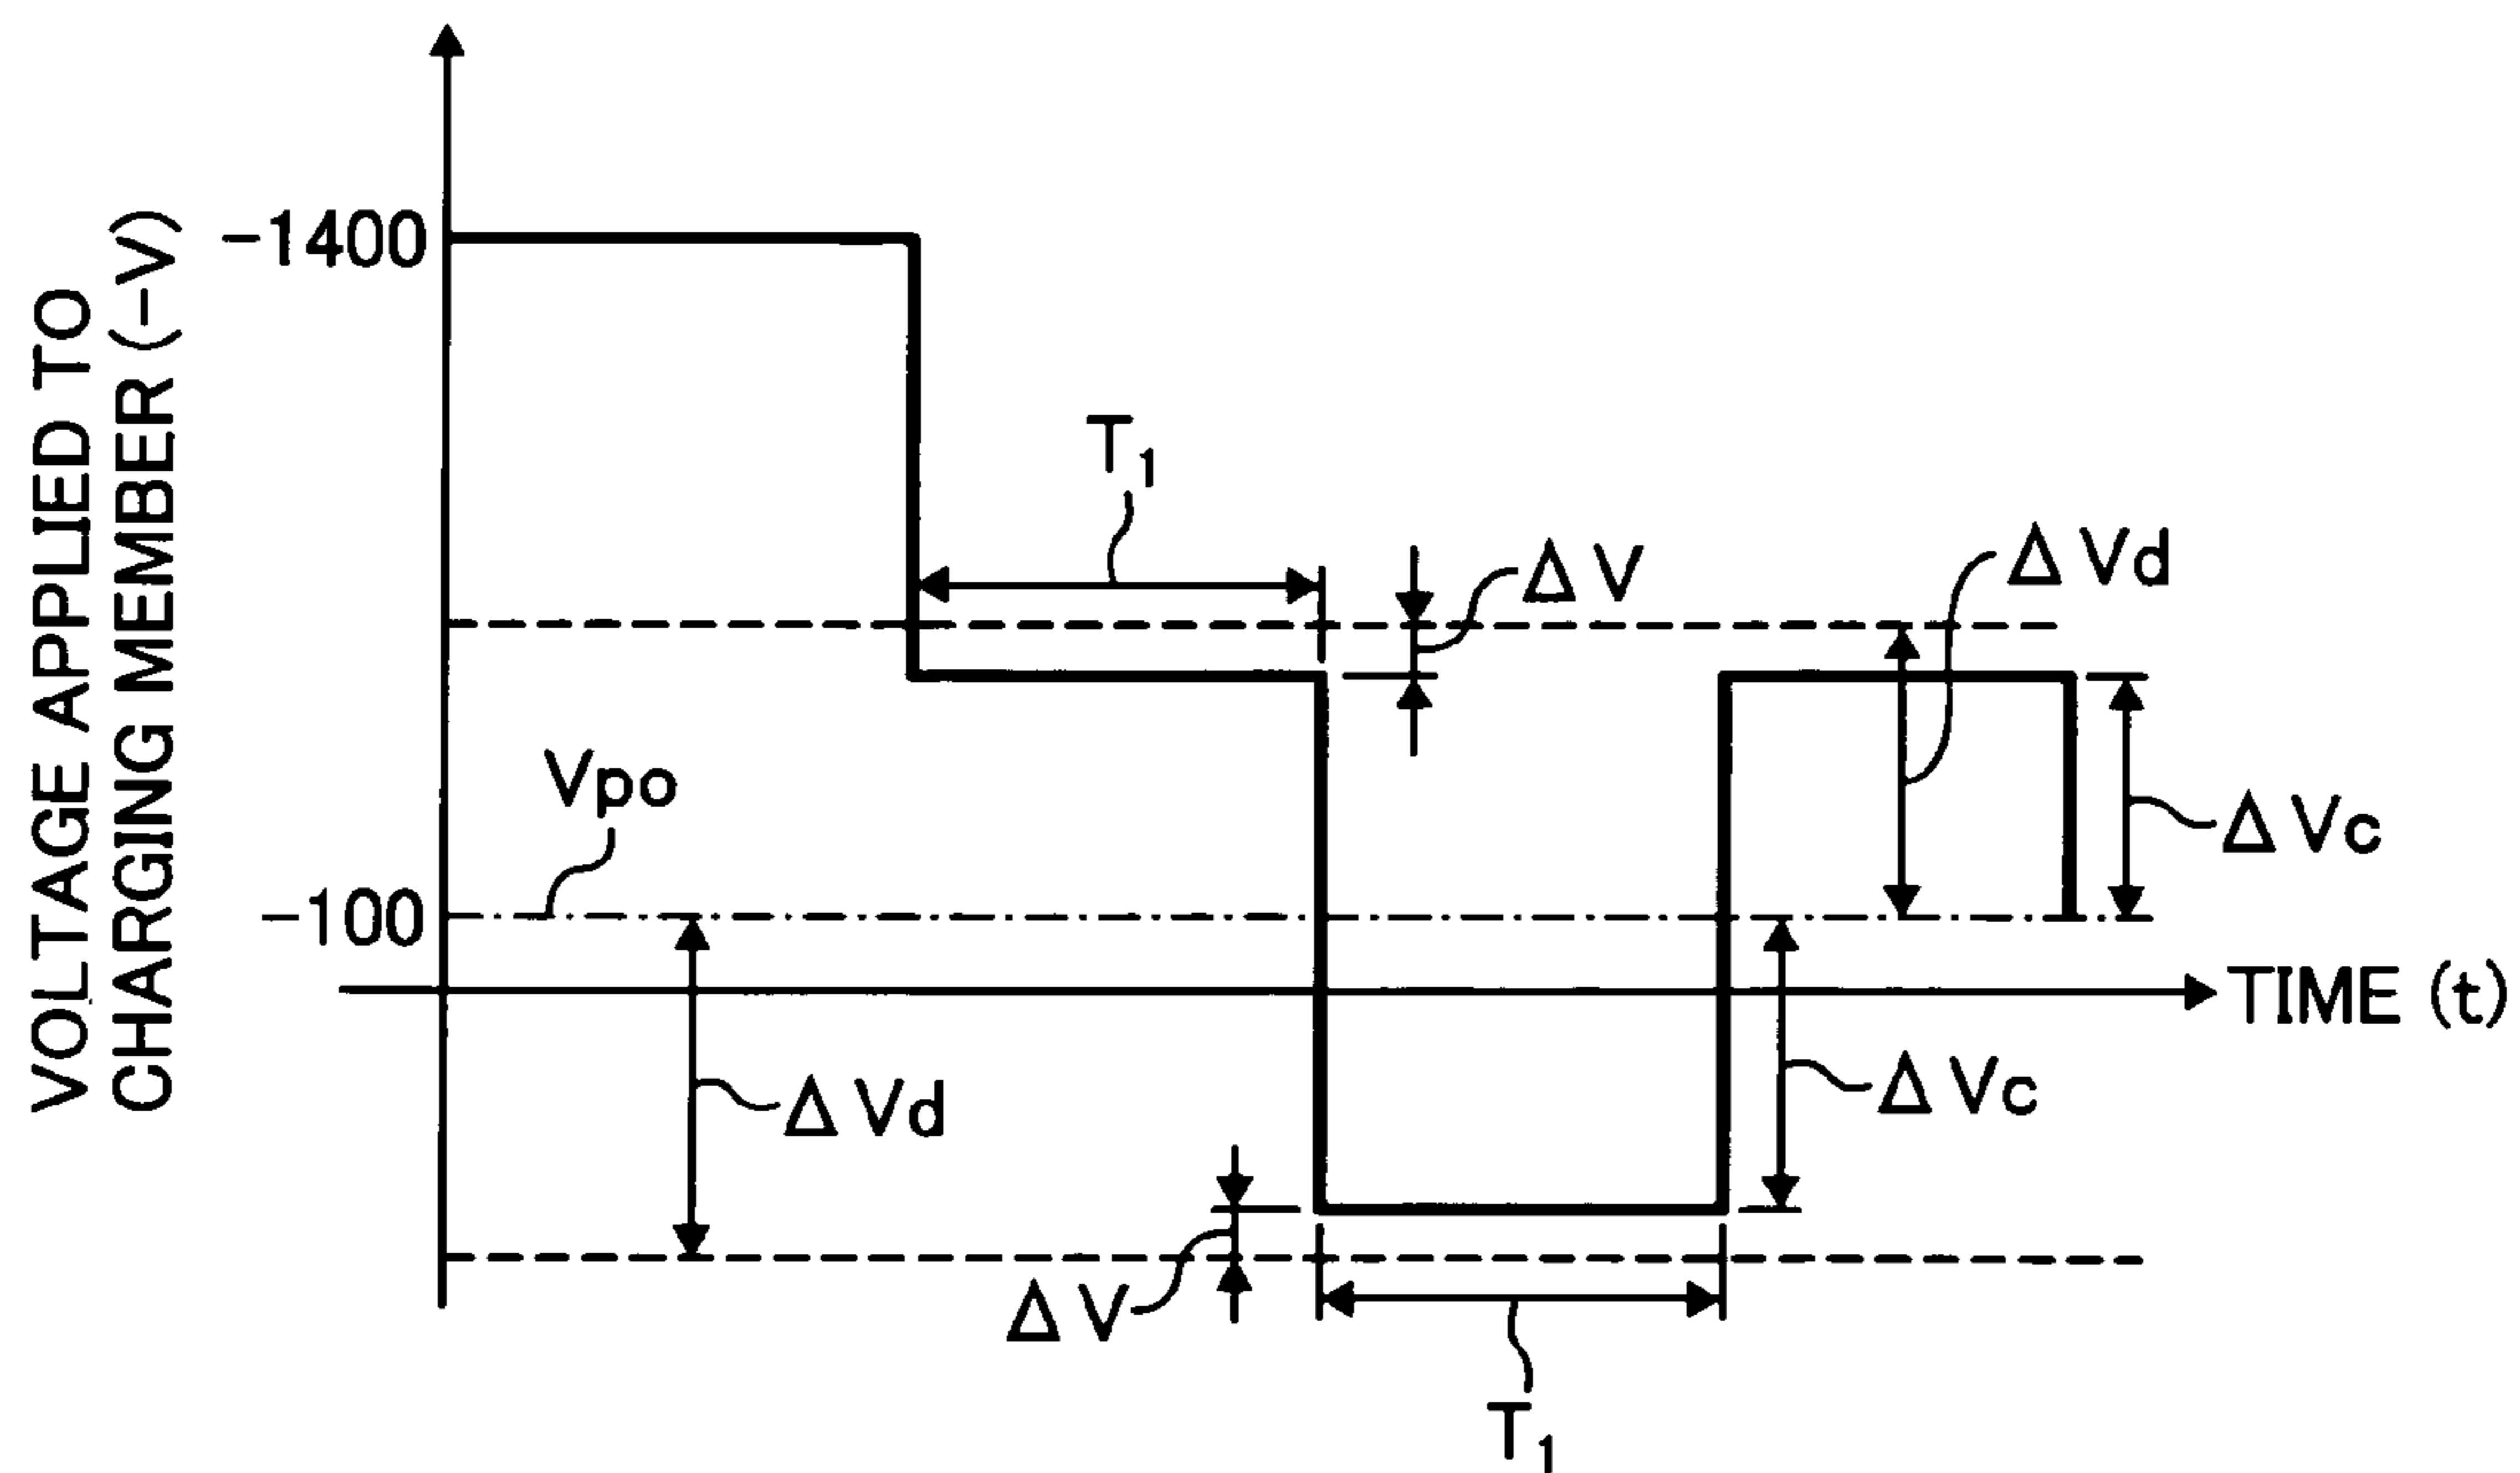 VOLTAGE APPLIED TO
CHARGING MEMBER (-V)
-1400
T1
ΔV
ΔVd
Vpo
ΔVc
-100
TIME (t)
ΔVd
ΔVc
ΔV
T1